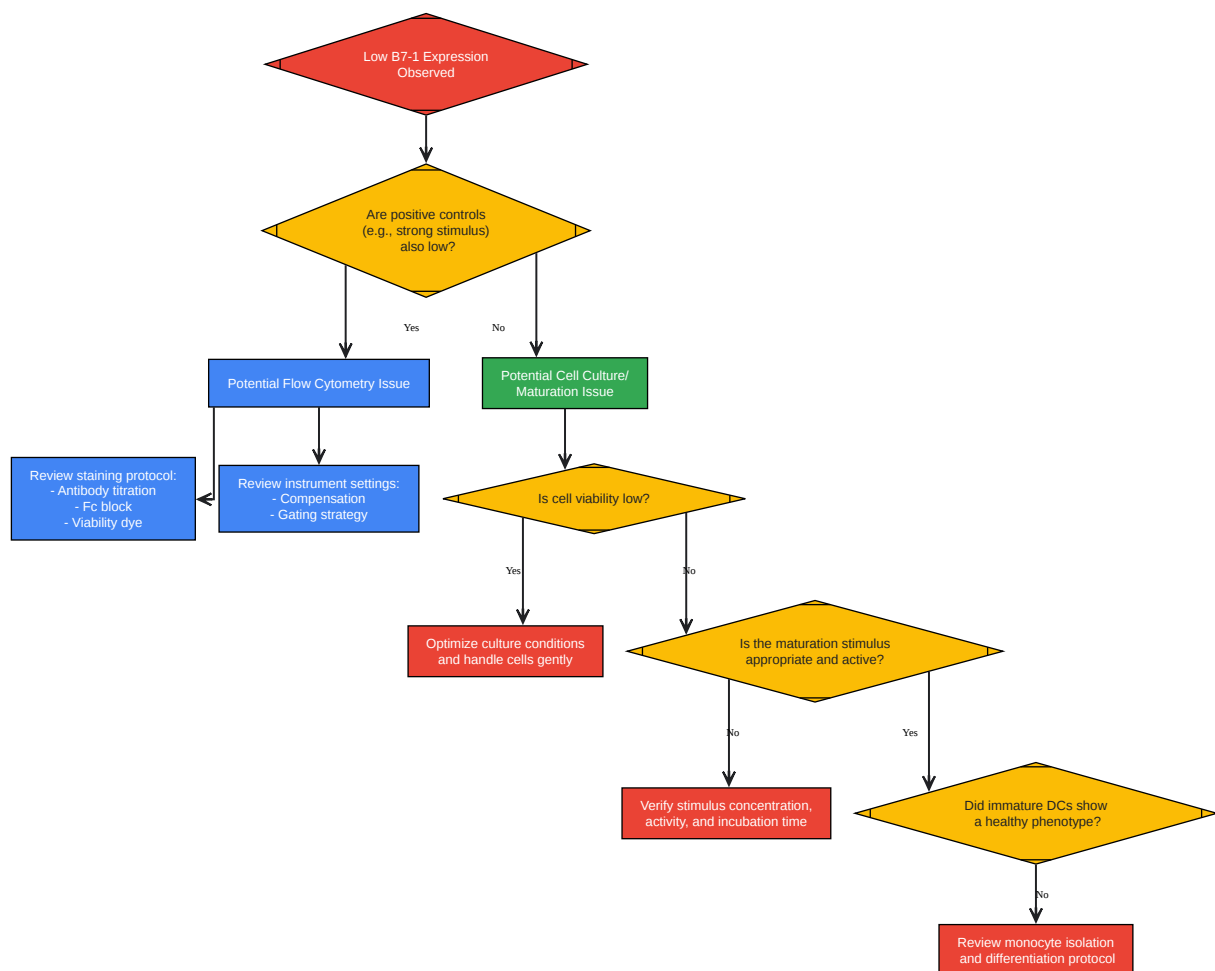 Low B7-1 Expression
Observed
Are positive controls
(e.g., strong stimulus)
also low?
Yes
No
Potential Flow Cytometry Issue
Potential Cell Culture/
Maturation Issue
Review staining protocol:
- Antibody titration
- Fc block
- Viability dye
Review instrument settings:
- Compensation
- Gating strategy
Is cell viability low?
Yes
No
Optimize culture conditions
and handle cells gently
Is the maturation stimulus
appropriate and active?
No
Yes
Verify stimulus concentration,
activity, and incubation time
Did immature DCs show
a healthy phenotype?
No
Review monocyte isolation
and differentiation protocol